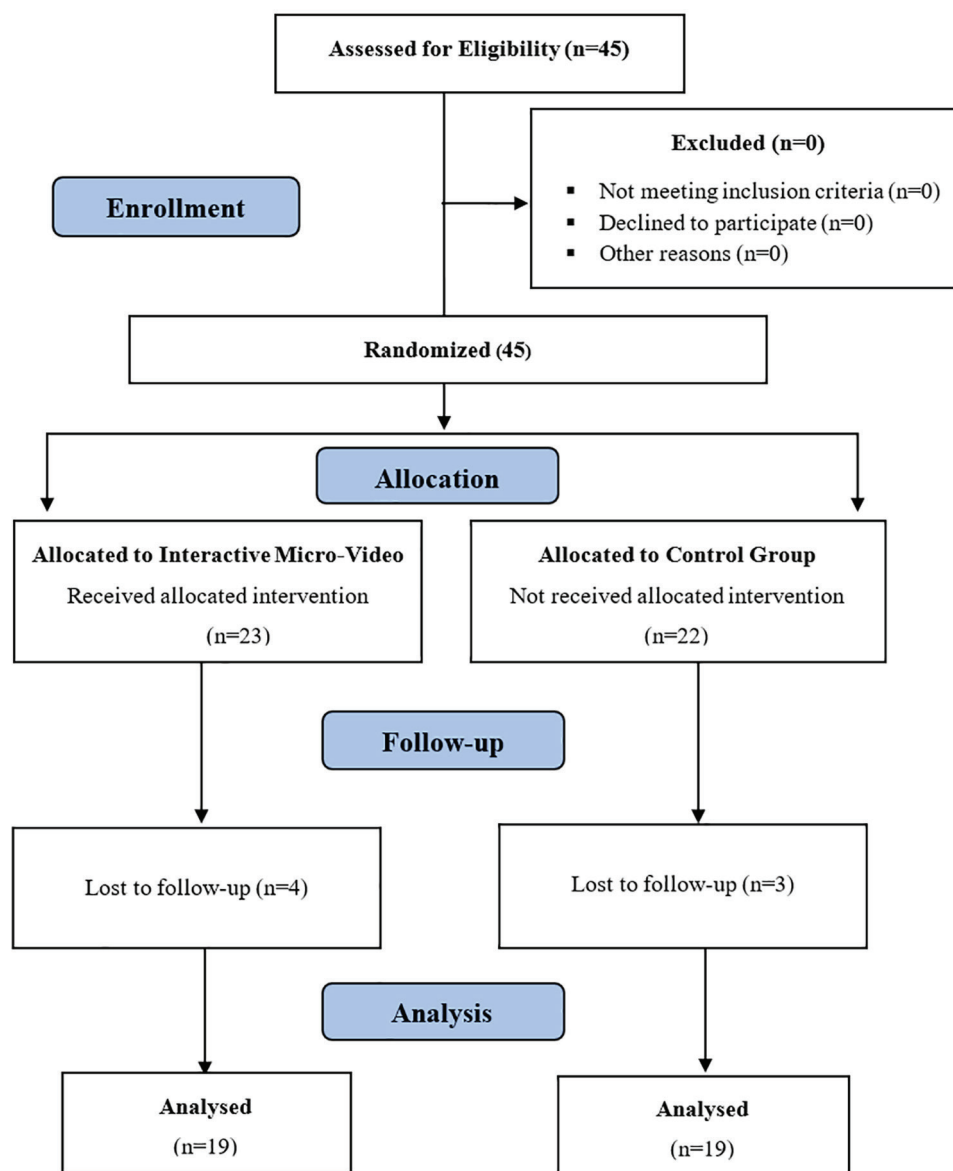 Assessed for Eligibility (n=45)
Excluded (n=0)
▪ Not meeting inclusion criteria (n=0)
▪ Declined to participate (n=0)
▪ Other reasons (n=0)
Enrollment
Randomized (45)
Allocation
Allocated to Interactive Micro-Video
Received allocated intervention
(n=23)
Allocated to Control Group
Not received allocated intervention
(n=22)
Follow-up
Lost to follow-up (n=4)
Lost to follow-up (n=3)
Analysis
Analysed
(n=19)
Analysed
(n=19)